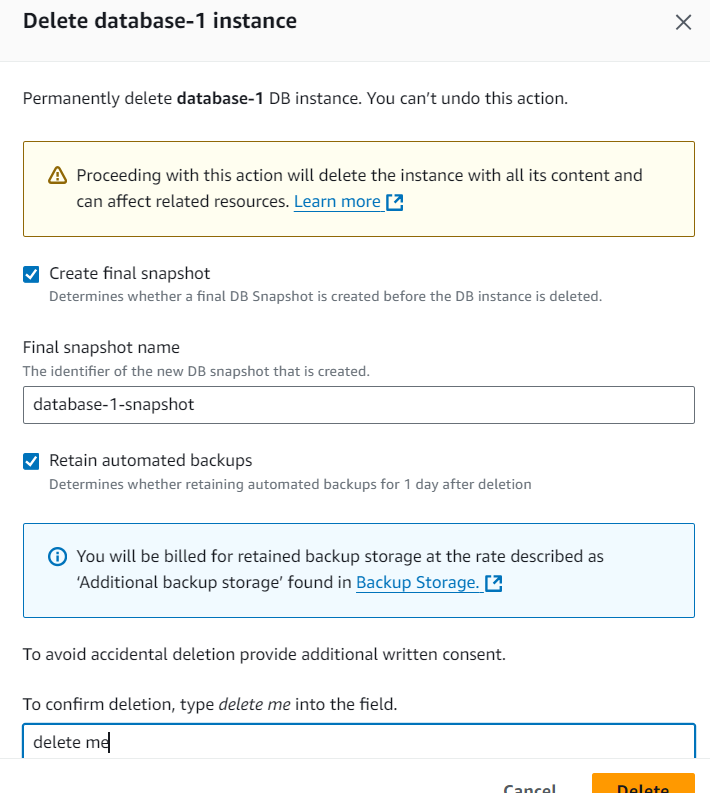 Delete database-1 instance
Permanently delete database-1 DB instance. You can't undo this action.
Proceeding with this action will delete the instance with all its content and
can affect related resources. Learn more
Create final snapshot
Determines whether a final DB Snapshot is created before the DB instance is deleted.
Final snapshot name
The identifier of the new DB snapshot that is created.
database-1-snapshot
Retain automated backups
Determines whether retaining automated backups for 1 day after deletion
You will be billed for retained backup storage at the rate described as
‘Additional backup storage’ found in Backup Storage.
To avoid accidental deletion provide additional written consent.
To confirm deletion, type delete me into the field.
delete me
Cancel Delete